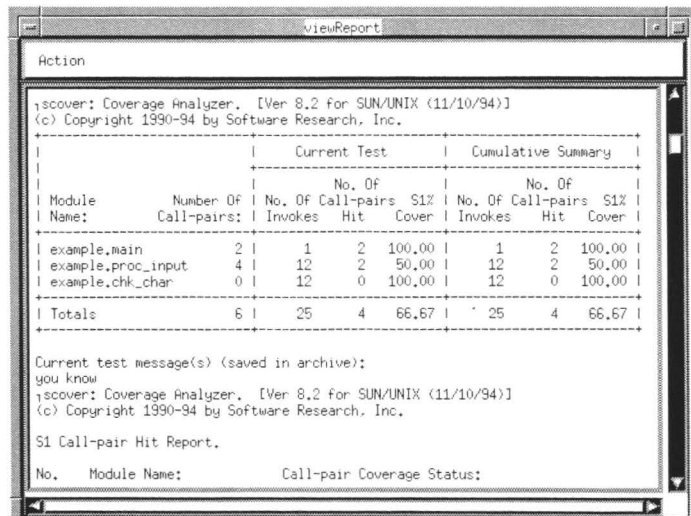 viewReport
Action
scover: Coverage Analyzer. [Ver 8.2 for SUN/UNIX (11/10/94)]
(c) Copyright 1990-94 by Software Research, Inc.
Current Test Cumulative Summary
No. Of No. Of
Module Number Of No. Of Call-pairs S1% No. Of Call-pairs S1%
Name: Call-pairs: Invokes Hit Cover Invokes Hit Cover
example.main 2 1 2 100.00 1 2 100.00
example.proc_input 4 12 2 50.00 12 2 50.00
example.chk_char 0 12 0 100.00 12 0 100.00
Totals 6 25 4 66.67 25 4 66.67
Current test message(s) (saved in archive):
you know
scover: Coverage Analyzer. [Ver 8.2 for SUN/UNIX (11/10/94)]
(c) Copyright 1990-94 by Software Research, Inc.
S1 Call-pair Hit Report.
No. Module Name: Call-pair Coverage Status: